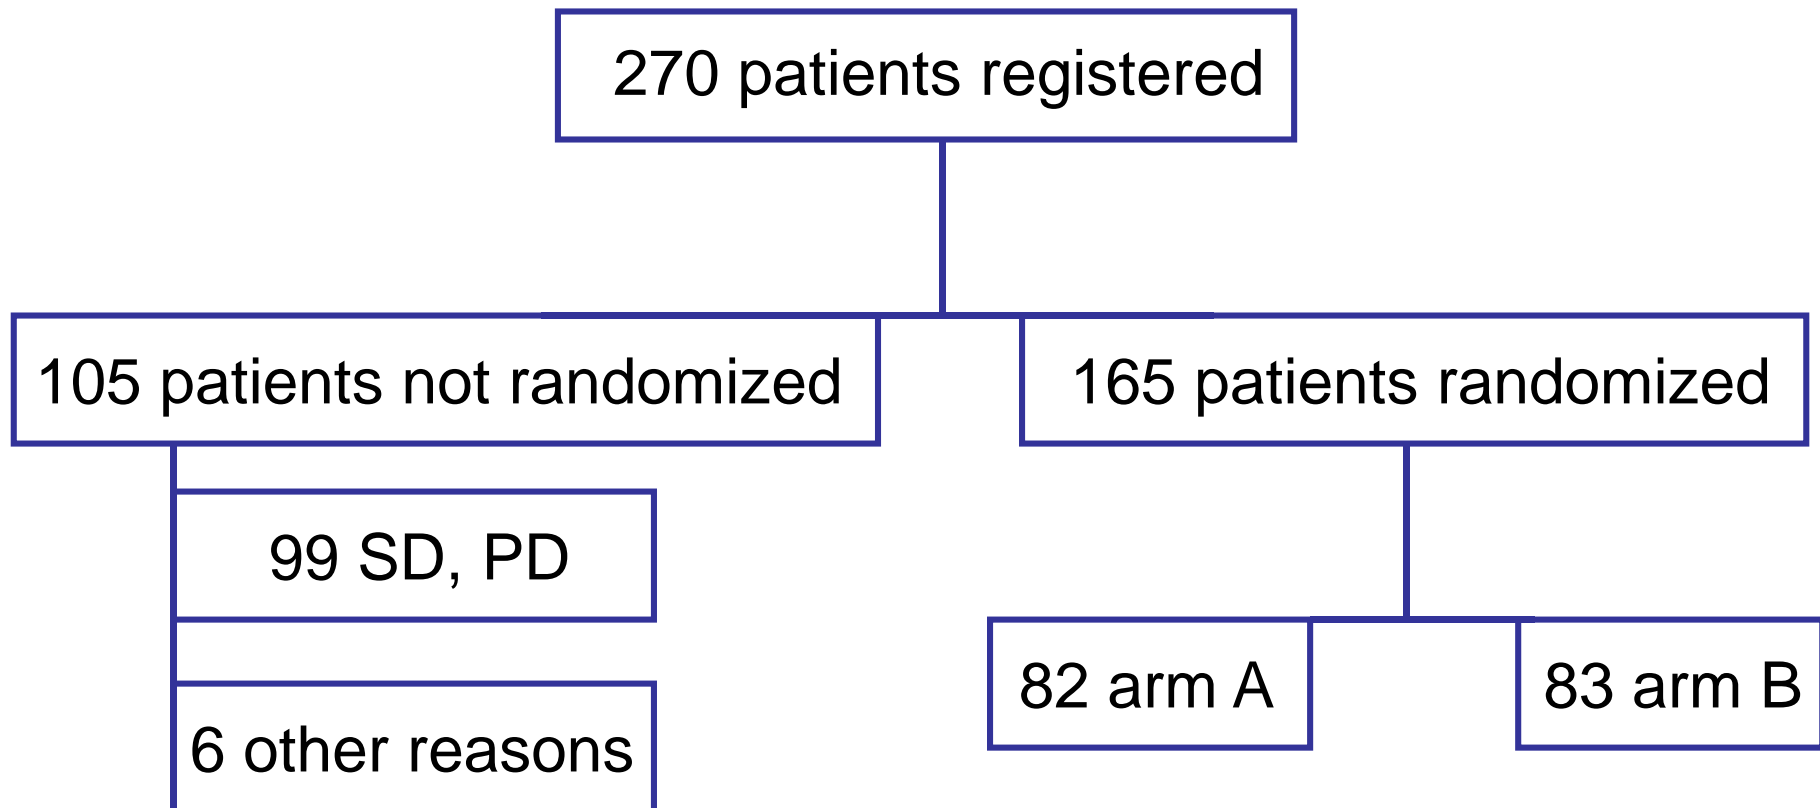 270 patients registered
105 patients not randomized
165 patients randomized
99 SD, PD
6 other reasons
82 arm A
83 arm B